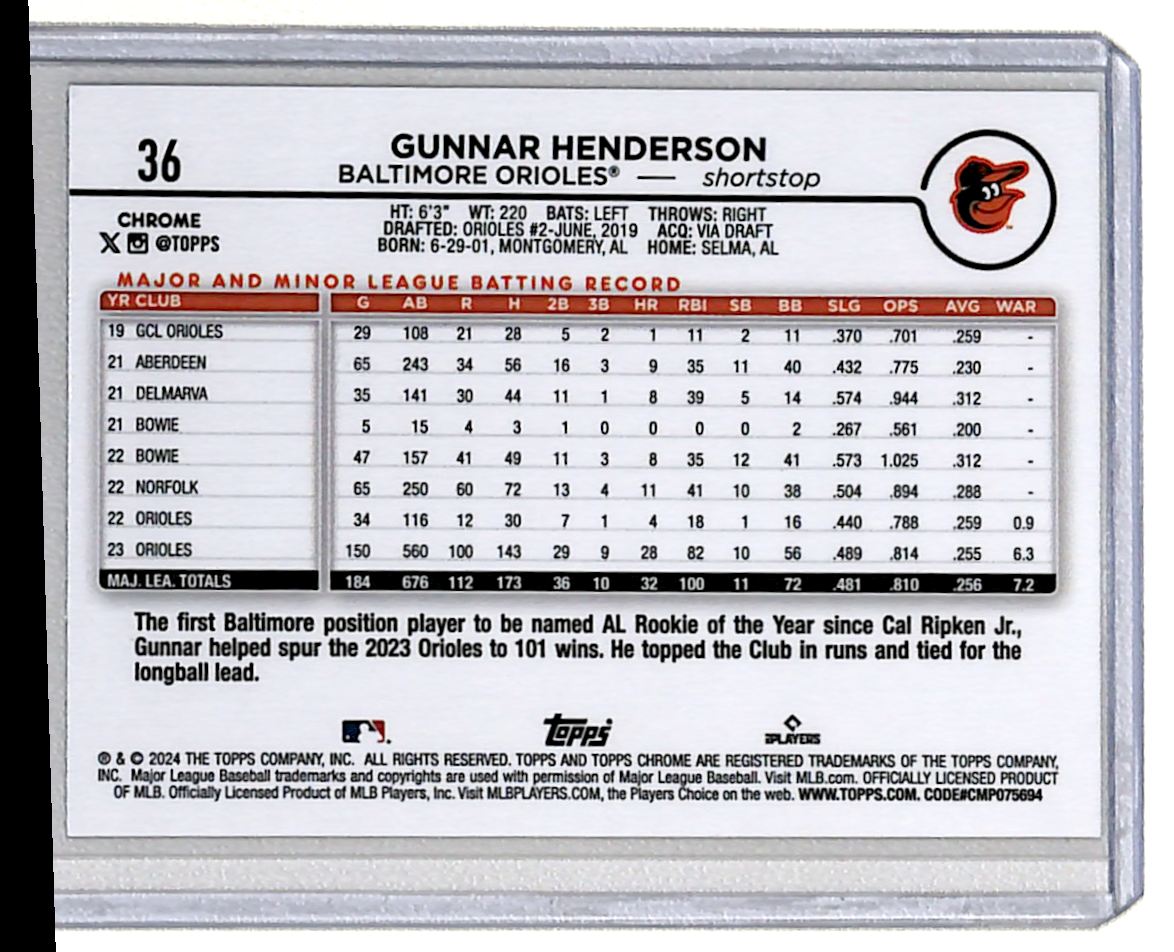 36
GUNNAR HENDERSON
BALTIMORE ORIOLES® — shortstop
CHROME
@TOPPS
HT: 6'3" WT: 220 BATS: LEFT THROWS: RIGHT
DRAFTED: ORIOLES #2-JUNE, 2019 ACQ: VIA DRAFT
BORN: 6-29-01, MONTGOMERY, AL HOME: SELMA, AL
MAJOR AND MINOR LEAGUE BATTING RECORD
YR CLUB G AB R H 2B 3B HR RBI SB BB SLG OPS AVG WAR
19 GCL ORIOLES 29 108 21 28 5 2 1 11 2 11 .370 .701 .259 -
21 ABERDEEN 65 243 34 56 16 3 9 35 11 40 .432 .775 .230 -
21 DELMARVA 35 141 30 44 11 1 8 39 5 14 .574 .944 .312 -
21 BOWIE 5 15 4 3 1 0 0 0 0 2 .267 .561 .200 -
22 BOWIE 47 157 41 49 11 3 8 35 12 41 .573 1.025 .312 -
22 NORFOLK 65 250 60 72 13 4 11 41 10 38 .504 .894 .288 -
22 ORIOLES 34 116 12 30 7 1 4 18 1 16 .440 .788 .259 0.9
23 ORIOLES 150 560 100 143 29 9 28 82 10 56 .489 .814 .255 6.3
MAJ. LEA. TOTALS 184 676 112 173 36 10 32 100 11 72 .481 .810 .256 7.2
The first Baltimore position player to be named AL Rookie of the Year since Cal Ripken Jr.,
Gunnar helped spur the 2023 Orioles to 101 wins. He topped the Club in runs and tied for the
longball lead.
topps
PLAYERS
® & © 2024 THE TOPPS COMPANY, INC. ALL RIGHTS RESERVED. TOPPS AND TOPPS CHROME ARE REGISTERED TRADEMARKS OF THE TOPPS COMPANY,
INC. Major League Baseball trademarks and copyrights are used with permission of Major League Baseball. Visit MLB.com. OFFICIALLY LICENSED PRODUCT
OF MLB. Officially Licensed Product of MLB Players, Inc. Visit MLBPLAYERS.COM, the Players Choice on the web. WWW.TOPPS.COM. CODE#CMP075694